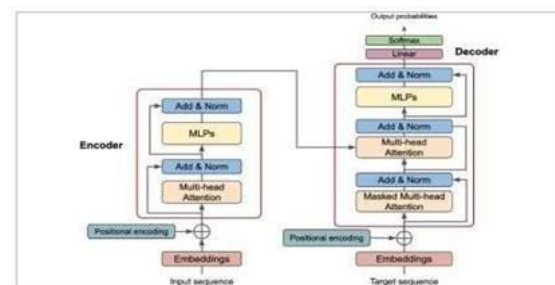 Output probabilities
Softmax
Linear
Decoder
Add & Norm
MLPs
Add & Norm
Multi-head
Attention
Add & Norm
Masked Multi-head
Attention
Positional encoding
Embeddings
Target sequence
Encoder
Add & Norm
MLPs
Add & Norm
Multi-head
Attention
Positional encoding
Embeddings
Input sequence